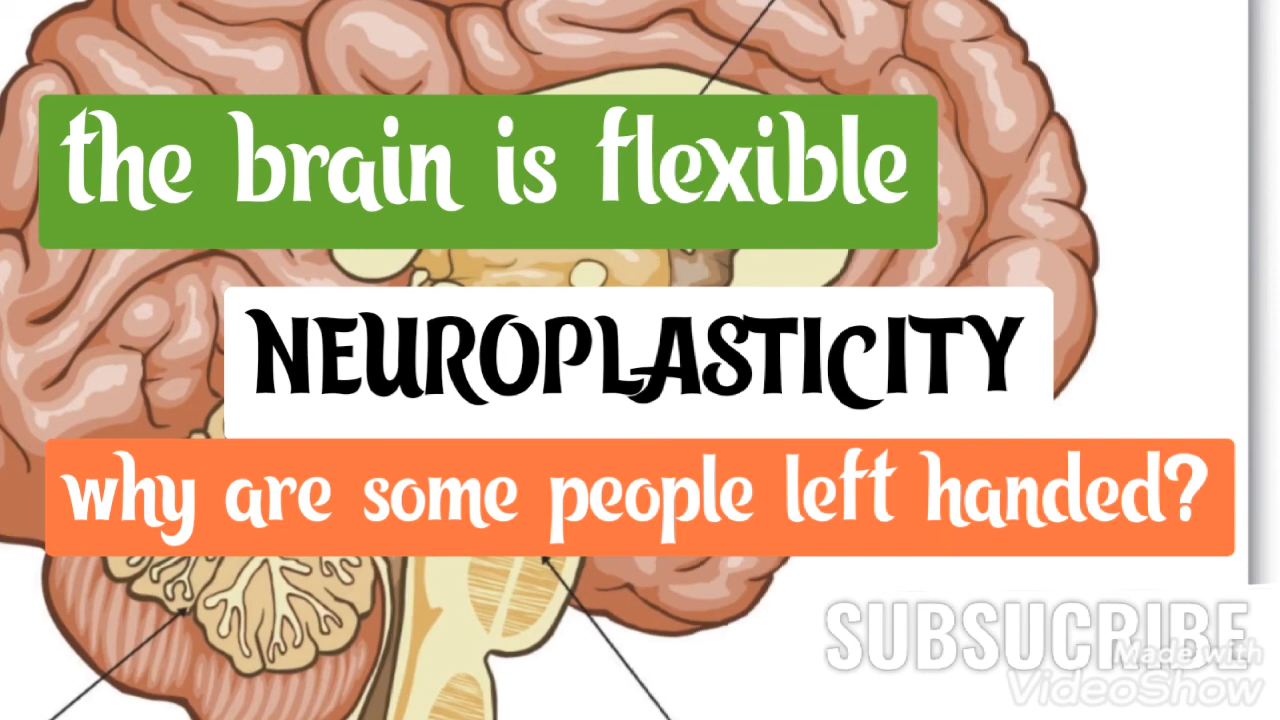 the brain is flexible
NEUROPLASTICITY
why are some people left handed?
SUBSUCRIBE
Made with
VideoShow